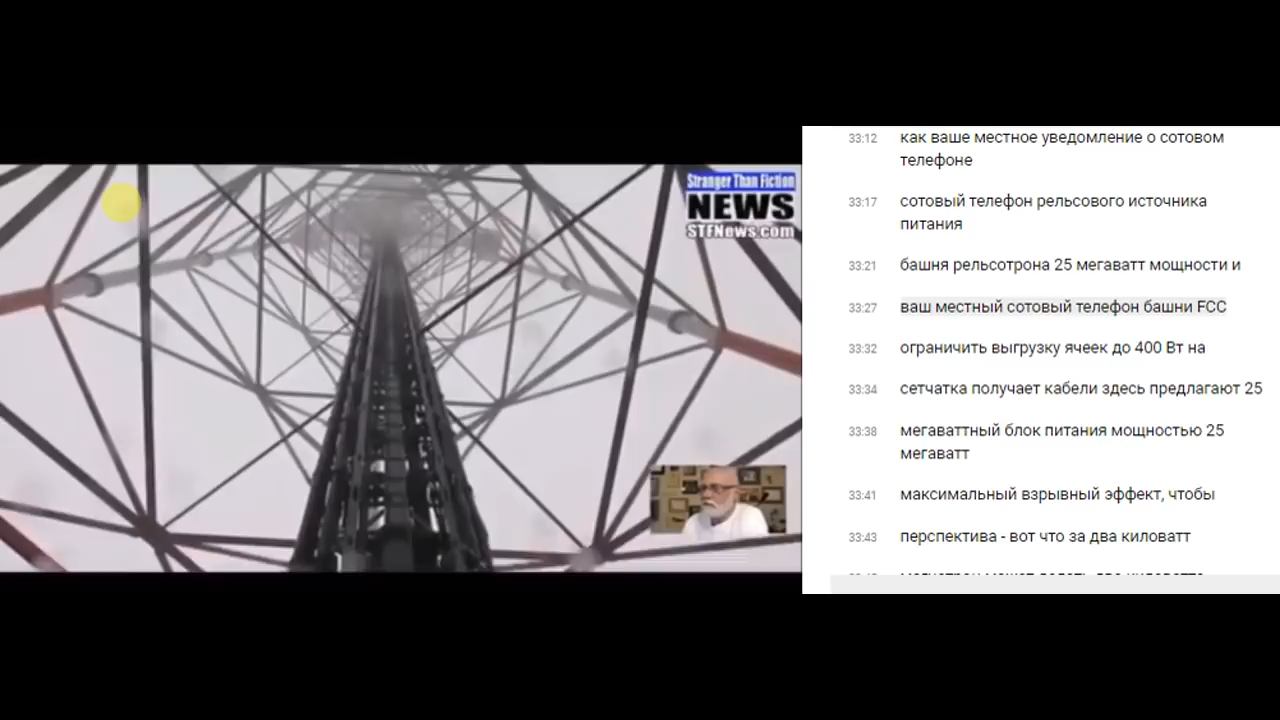 Stranger Than Fiction
NEWS
STFNews.com
33:12
как ваше местное уведомление о сотовом
телефоне
33:17
сотовый телефон рельсового источника
питания
33:21
башня рельсотрона 25 мегаватт мощности и
33:27
ваш местный сотовый телефон башни FCC
33:32
ограничить выгрузку ячеек до 400 Вт на
33:34
сетчатка получает кабели здесь предлагают 25
33:38
мегаваттный блок питания мощностью 25
мегаватт
33:41
максимальный взрывный эффект, чтобы
33:43
перспектива - вот что за два киловатт